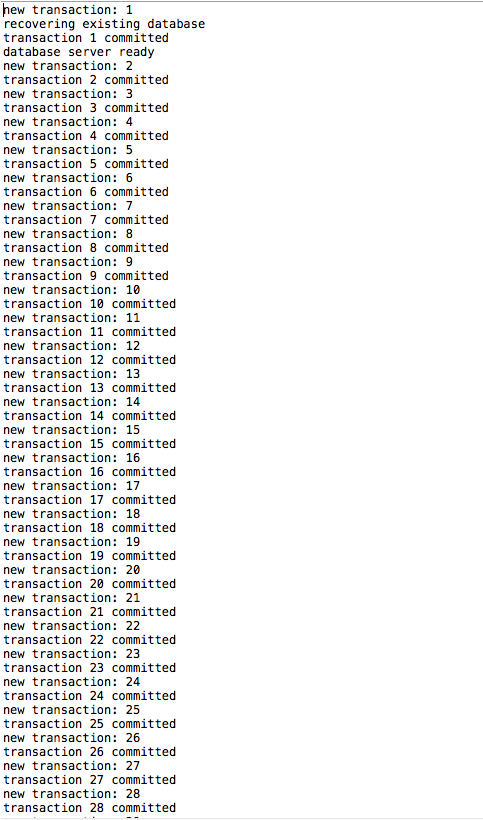 new transaction: 1
recovering existing database
transaction 1 committed
database server ready
new transaction: 2
transaction 2 committed
new transaction: 3
transaction 3 committed
new transaction: 4
transaction 4 committed
new transaction: 5
transaction 5 committed
new transaction: 6
transaction 6 committed
new transaction: 7
transaction 7 committed
new transaction: 8
transaction 8 committed
new transaction: 9
transaction 9 committed
new transaction: 10
transaction 10 committed
new transaction: 11
transaction 11 committed
new transaction: 12
transaction 12 committed
new transaction: 13
transaction 13 committed
new transaction: 14
transaction 14 committed
new transaction: 15
transaction 15 committed
new transaction: 16
transaction 16 committed
new transaction: 17
transaction 17 committed
new transaction: 18
transaction 18 committed
new transaction: 19
transaction 19 committed
new transaction: 20
transaction 20 committed
new transaction: 21
transaction 21 committed
new transaction: 22
transaction 22 committed
new transaction: 23
transaction 23 committed
new transaction: 24
transaction 24 committed
new transaction: 25
transaction 25 committed
new transaction: 26
transaction 26 committed
new transaction: 27
transaction 27 committed
new transaction: 28
transaction 28 committed